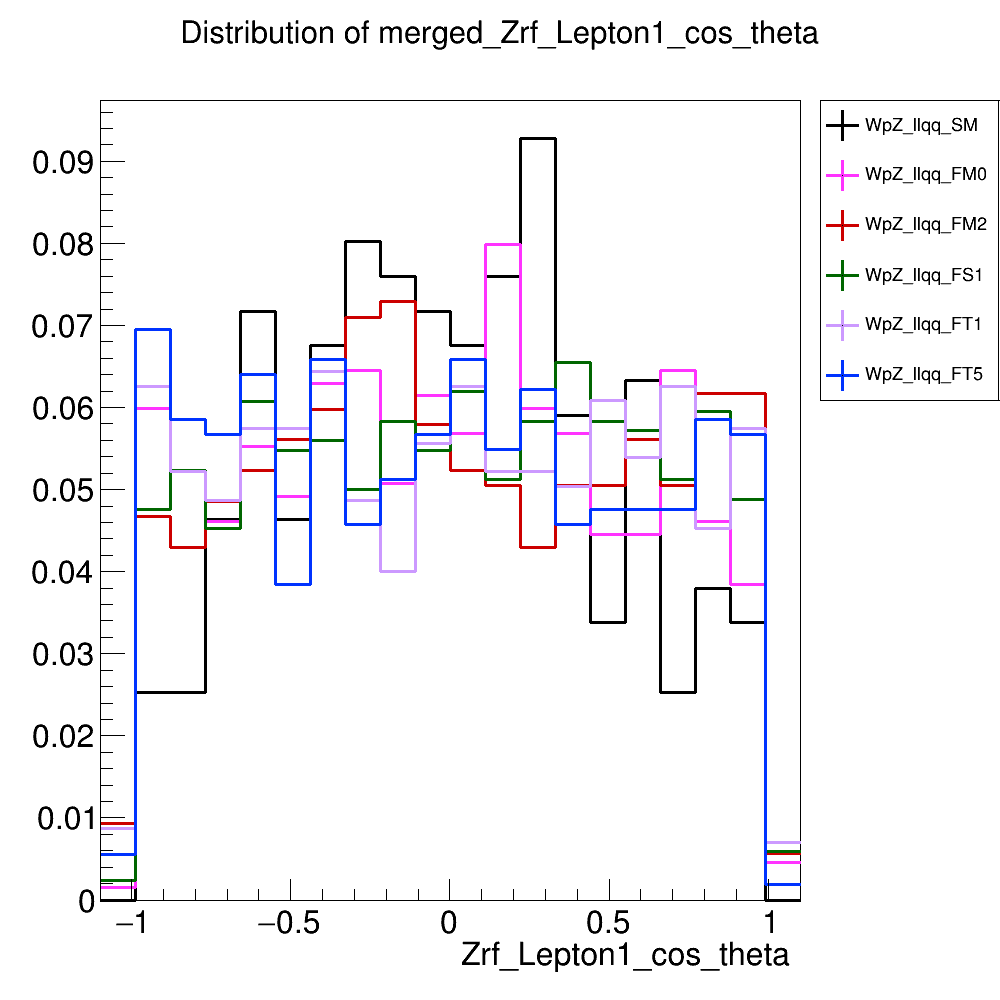 Distribution of merged_Zrf_Lepton1_cos_theta
WpZ_llqq_SM
WpZ_llqq_FM0
WpZ_llqq_FM2
WpZ_llqq_FS1
WpZ_llqq_FT1
WpZ_llqq_FT5
0.09
0.08
0.07
0.06
0.05
0.04
0.03
0.02
0.01
0
−1 −0.5 0 0.5 1
Zrf_Lepton1_cos_theta